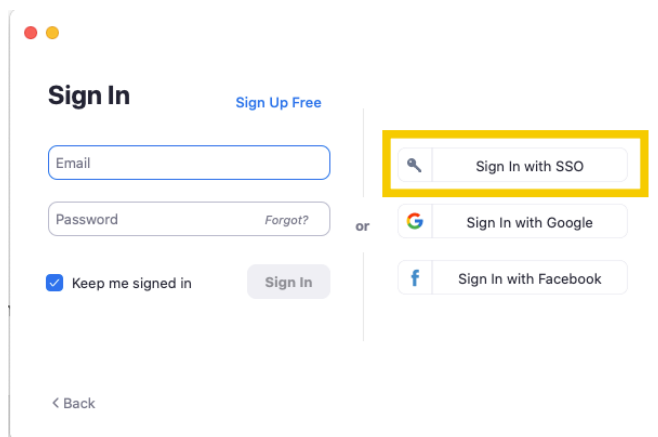 Sign In
Sign Up Free
Email
Password
Forgot?
Keep me signed in
Sign In
or
Sign In with SSO
Sign In with Google
Sign In with Facebook
Back